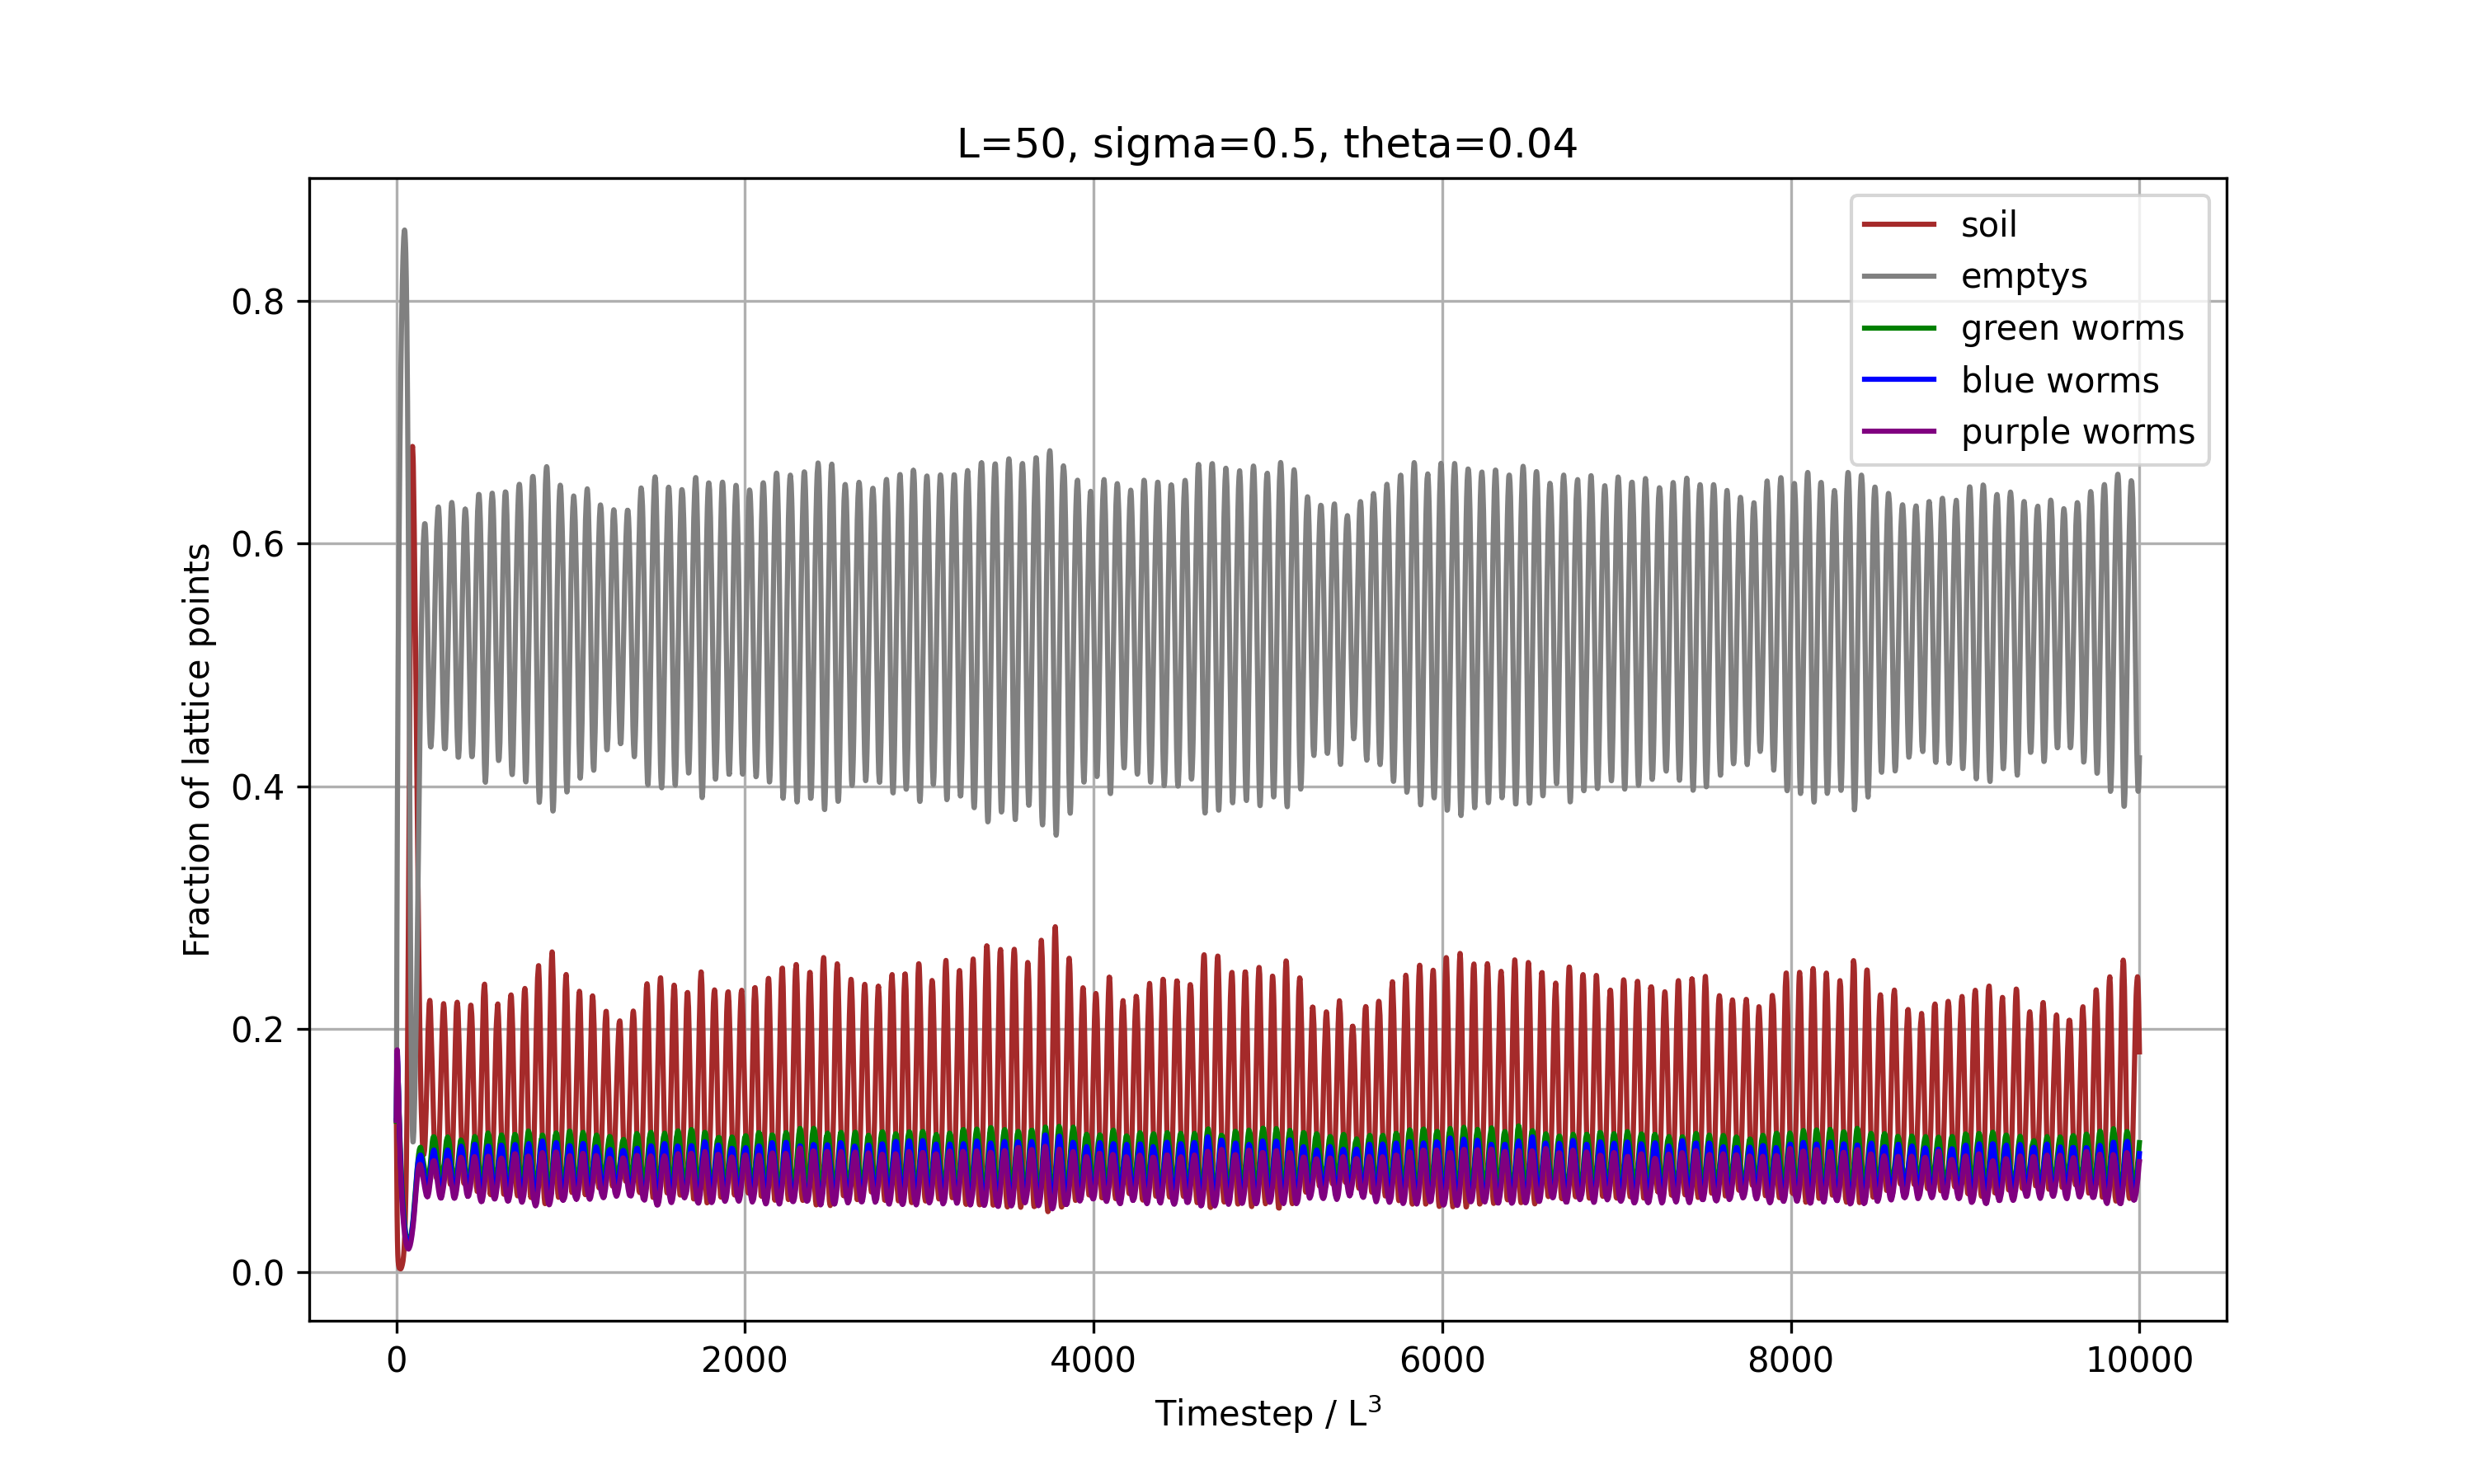 L=50, sigma=0.5, theta=0.04
soil
emptys
green worms
blue worms
purple worms
Fraction of lattice points
0.8
0.6
0.4
0.2
0.0
0 2000 4000 6000 8000 10000
Timestep / L³